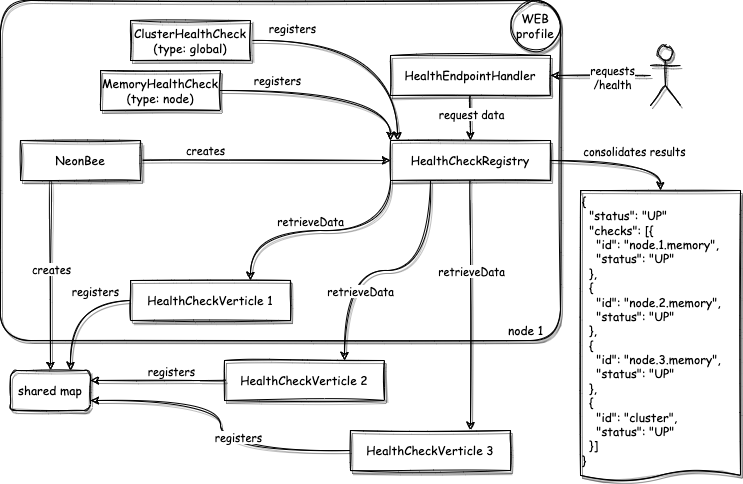 WEB
profile
ClusterHealthCheck
(type: global)
registers
MemoryHealthCheck
(type: node)
registers
HealthEndpointHandler
requests
/health
request data
NeonBee
creates
HealthCheckRegistry
consolidates results
retrieveData
creates
retrieveData
retrieveData
registers
HealthCheckVerticle 1
node 1
shared map
registers
HealthCheckVerticle 2
registers
HealthCheckVerticle 3
{
"status": "UP"
"checks": [{
"id": "node.1.memory",
"status": "UP"
},
{
"id": "node.2.memory",
"status": "UP"
},
{
"id": "node.3.memory",
"status": "UP"
},
{
"id": "cluster",
"status": "UP"
}]
}